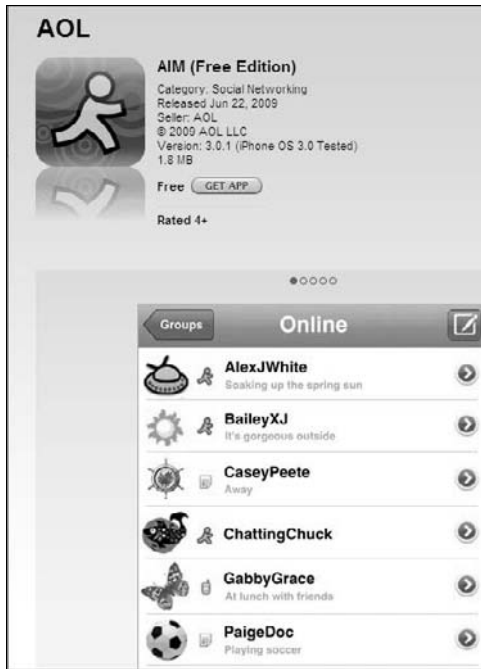 AOL
AIM (Free Edition)
Category: Social Networking
Released Jun 22, 2009
Seller: AOL
© 2009 AOL LLC
Version: 3.0.1 (iPhone OS 3.0 Tested)
1.8 MB
Free GET APP
Rated 4+
Groups Online
AlexJWhite
Soaking up the spring sun
BaileyXJ
It's gorgeous outside
CaseyPeete
Away
ChattingChuck
GabbyGrace
At lunch with friends
PaigeDoc
Playing soccer